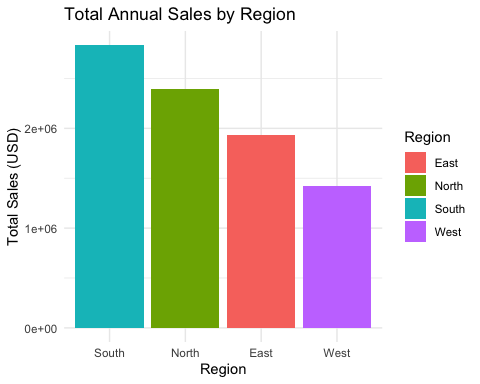 Total Annual Sales by Region
Total Sales (USD)
2e+06
1e+06
0e+00
South North East West
Region
Region
East
North
South
West